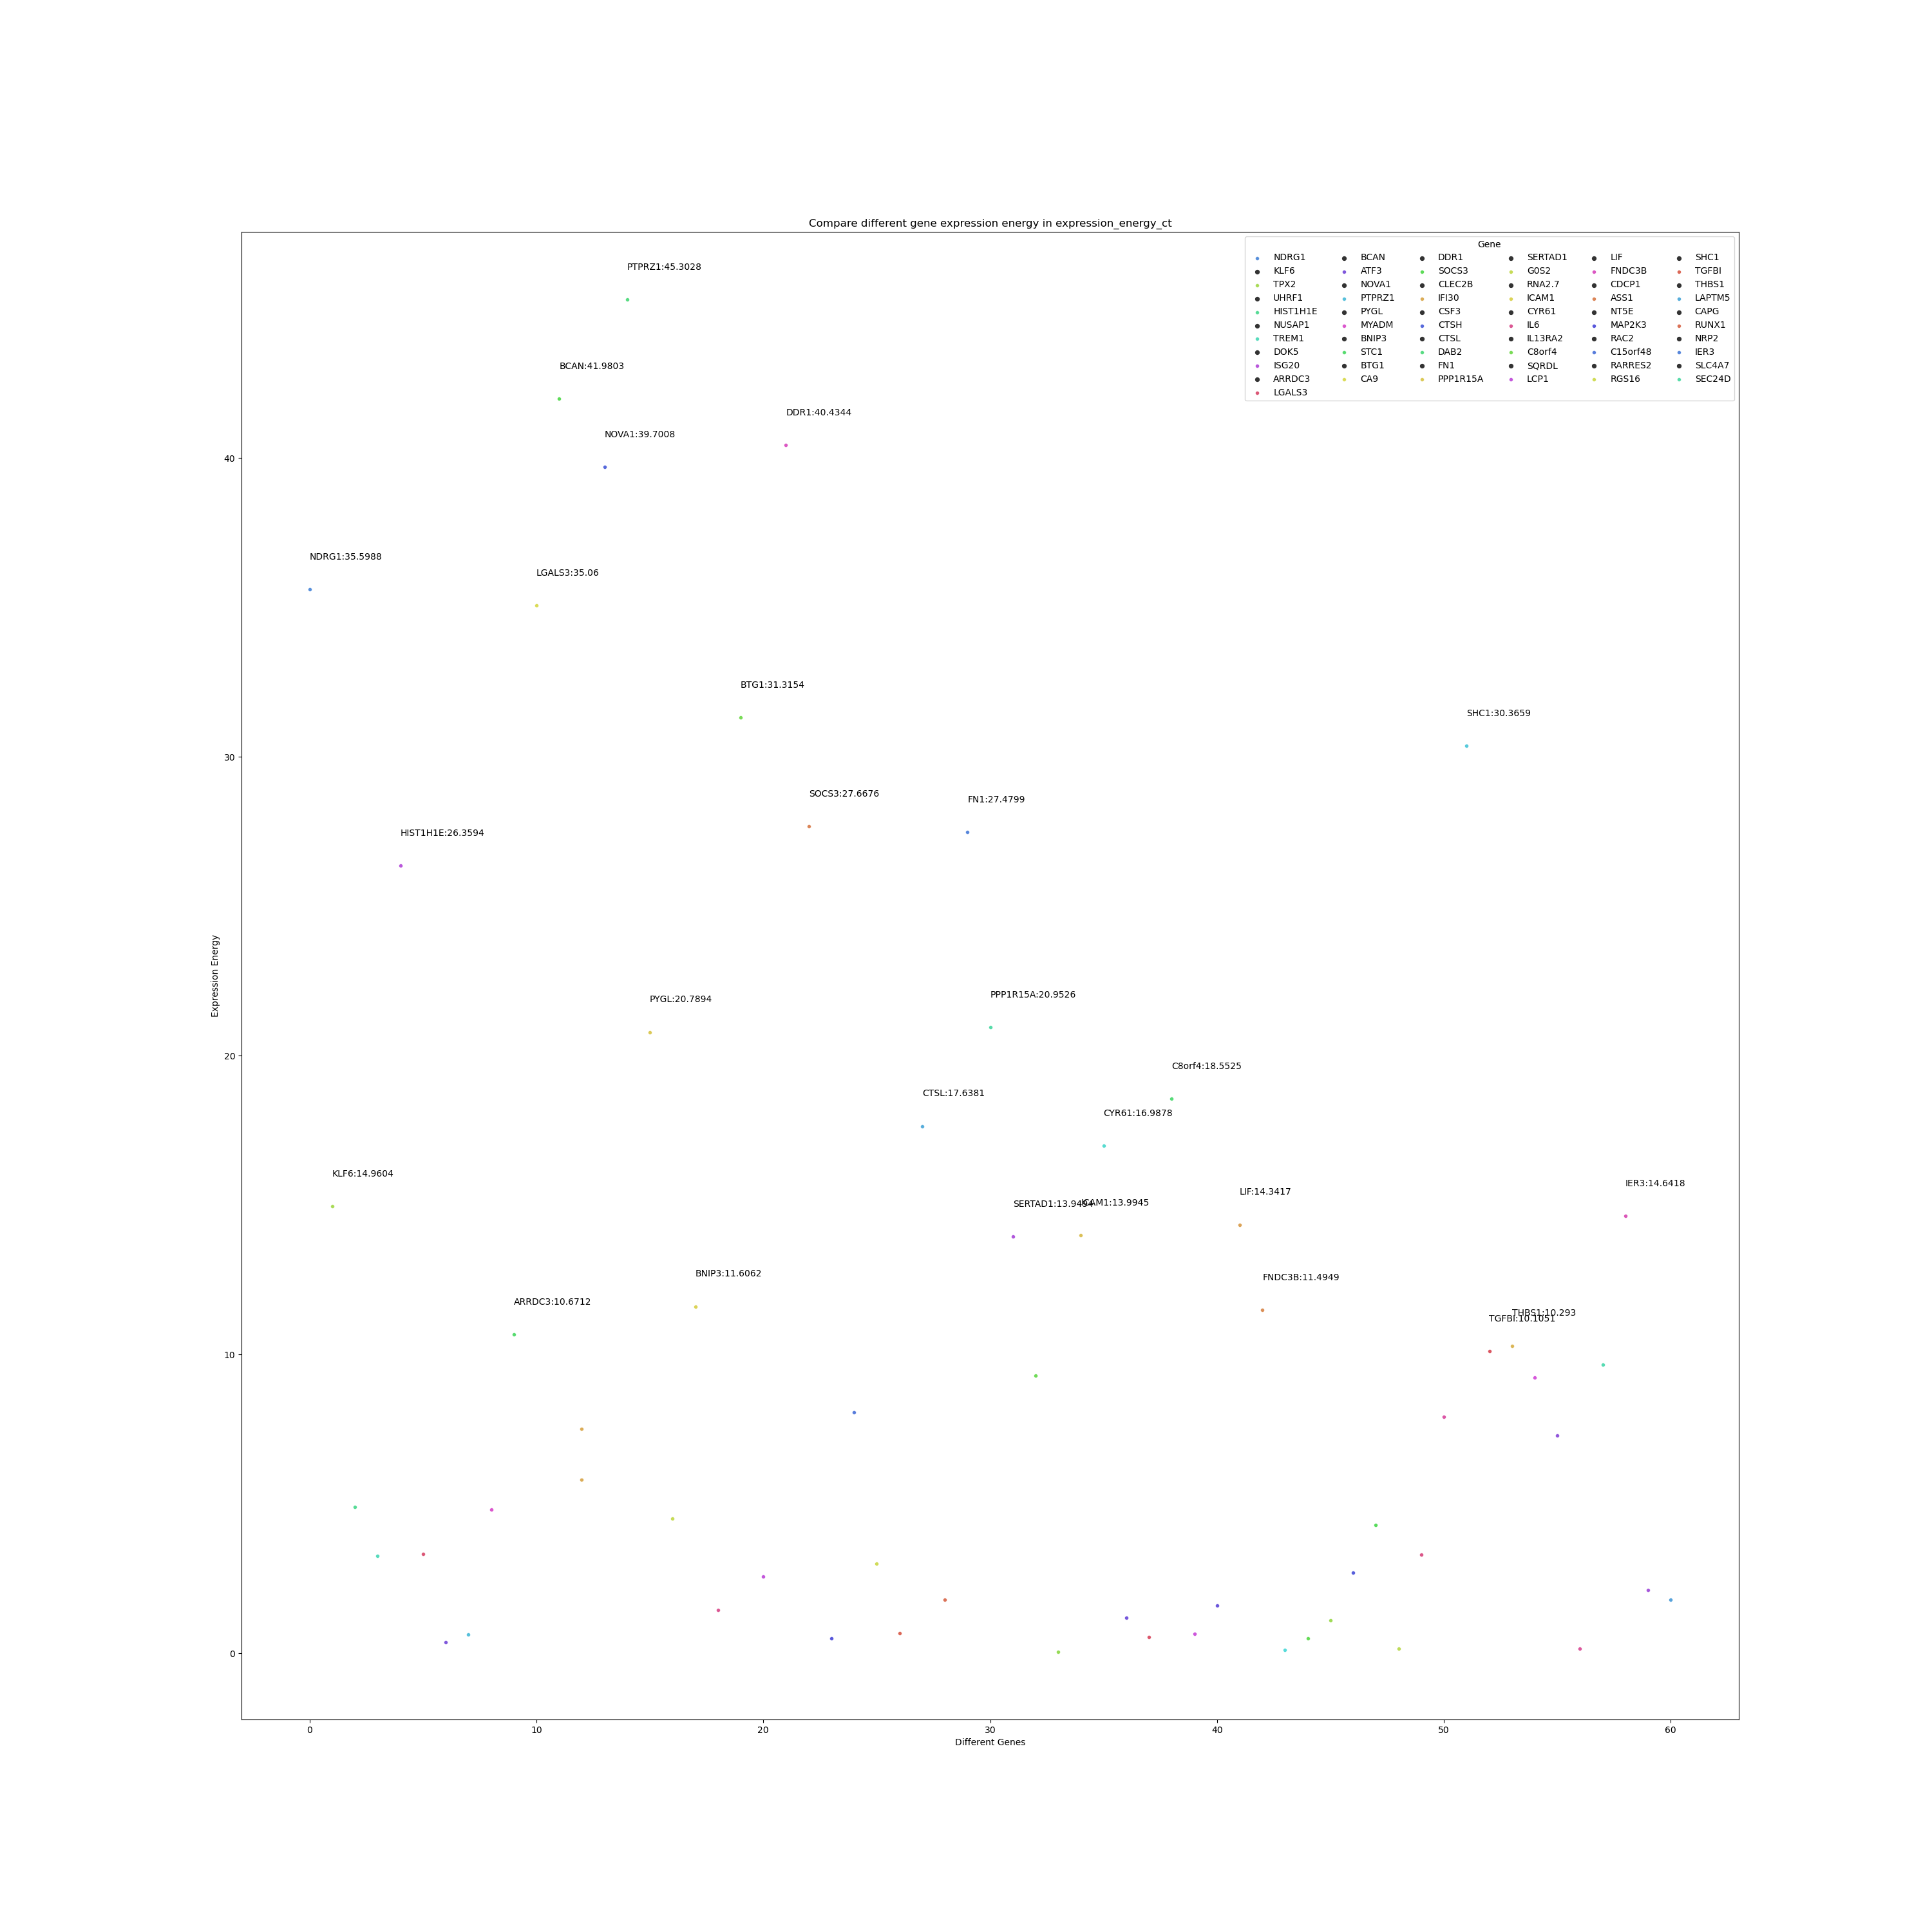 Compare different gene expression energy in expression_energy_ct
Gene
NDRG1 BCAN DDR1 SERTAD1 LIF SHC1
KLF6 ATF3 SOCS3 G0S2 FNDC3B TGFBI
TPX2 NOVA1 CLEC2B RNA2.7 CDCP1 THBS1
UHRF1 PTPRZ1 IFI30 ICAM1 ASS1 LAPTM5
HIST1H1E PYGL CSF3 CYR61 NT5E CAPG
NUSAP1 MYADM CTSH IL6 MAP2K3 RUNX1
TREM1 BNIP3 CTSL IL13RA2 RAC2 NRP2
DOK5 STC1 DAB2 C8orf4 C15orf48 IER3
ISG20 BTG1 FN1 SQRDL RARRES2 SLC4A7
ARRDC3 CA9 PPP1R15A LCP1 RGS16 SEC24D
LGALS3
PTPRZ1:45.3028
BCAN:41.9803
DDR1:40.4344
NOVA1:39.7008
NDRG1:35.5988
LGALS3:35.06
BTG1:31.3154
SHC1:30.3659
SOCS3:27.6676
FN1:27.4799
HIST1H1E:26.3594
PPP1R15A:20.9526
PYGL:20.7894
C8orf4:18.5525
CTSL:17.6381
CYR61:16.9878
KLF6:14.9604
IER3:14.6418
LIF:14.3417
ICAM1:13.9945
BNIP3:11.6062
FNDC3B:11.4949
ARRDC3:10.6712
THBS1:10.293
TGFBI:10.1051
40
30
20
10
0
Expression Energy
0 10 20 30 40 50 60
Different Genes